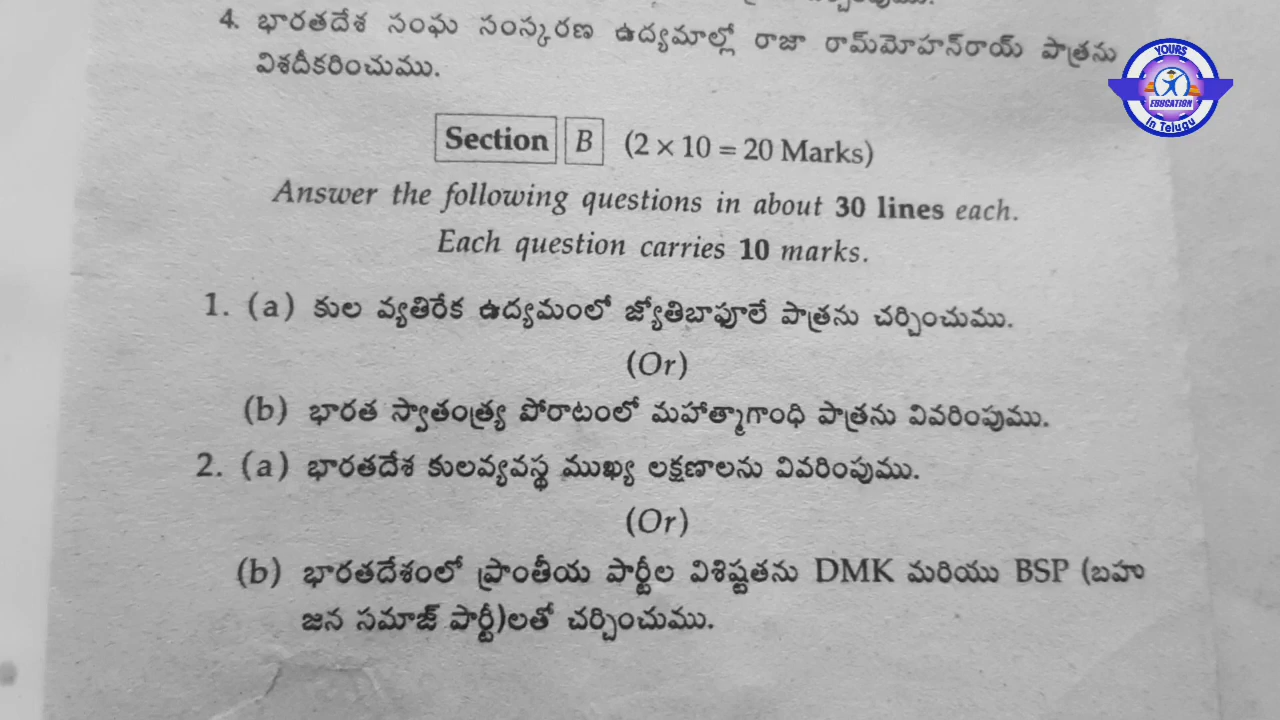 4. భారతదేశ సంఘ సంస్కరణ ఉద్యమాల్లో రాజా రామ్‌మోహన్‌రాయ్ పాత్రను
విశదీకరించుము.
YOURS
EDUCATION
In Telugu
Section B (2 × 10 = 20 Marks)
Answer the following questions in about 30 lines each.
Each question carries 10 marks.
1. (a) కుల వ్యతిరేక ఉద్యమంలో జ్యోతిబాఫూలే పాత్రను చర్చించుము.
(Or)
(b) భారత స్వాతంత్ర్య పోరాటంలో మహాత్మాగాంధి పాత్రను వివరింపుము.
2. (a) భారతదేశ కులవ్యవస్థ ముఖ్య లక్షణాలను వివరింపుము.
(Or)
(b) భారతదేశంలో ప్రాంతీయ పార్టీల విశిష్టతను DMK మరియు BSP (బహు
జన సమాజ్ పార్టీ)లతో చర్చించుము.